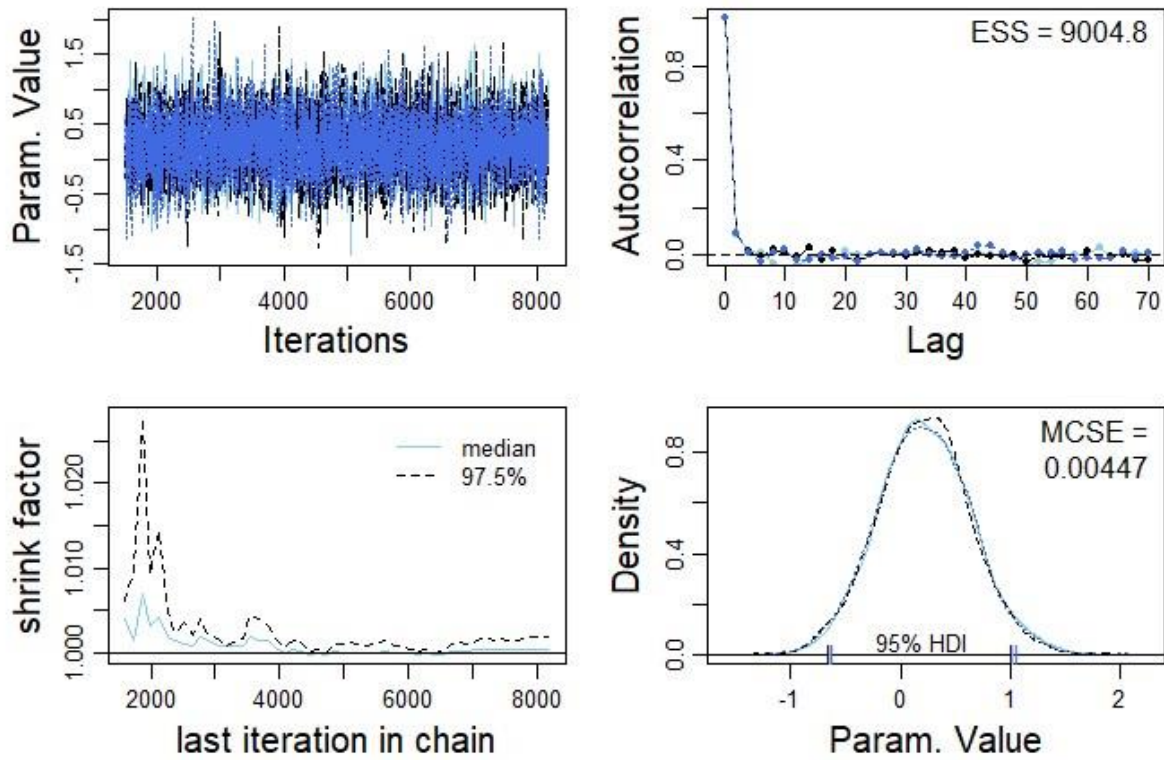 Param. Value
1.5
0.5
-0.5
-1.5
2000 4000 6000 8000
Iterations
Autocorrelation
0.8
0.4
0.0
ESS = 9004.8
0 10 20 30 40 50 60 70
Lag
shrink factor
1.020
1.010
1.000
median
97.5%
2000 4000 6000 8000
last iteration in chain
Density
0.8
0.4
0.0
MCSE =
0.00447
95% HDI
-1 0 1 2
Param. Value